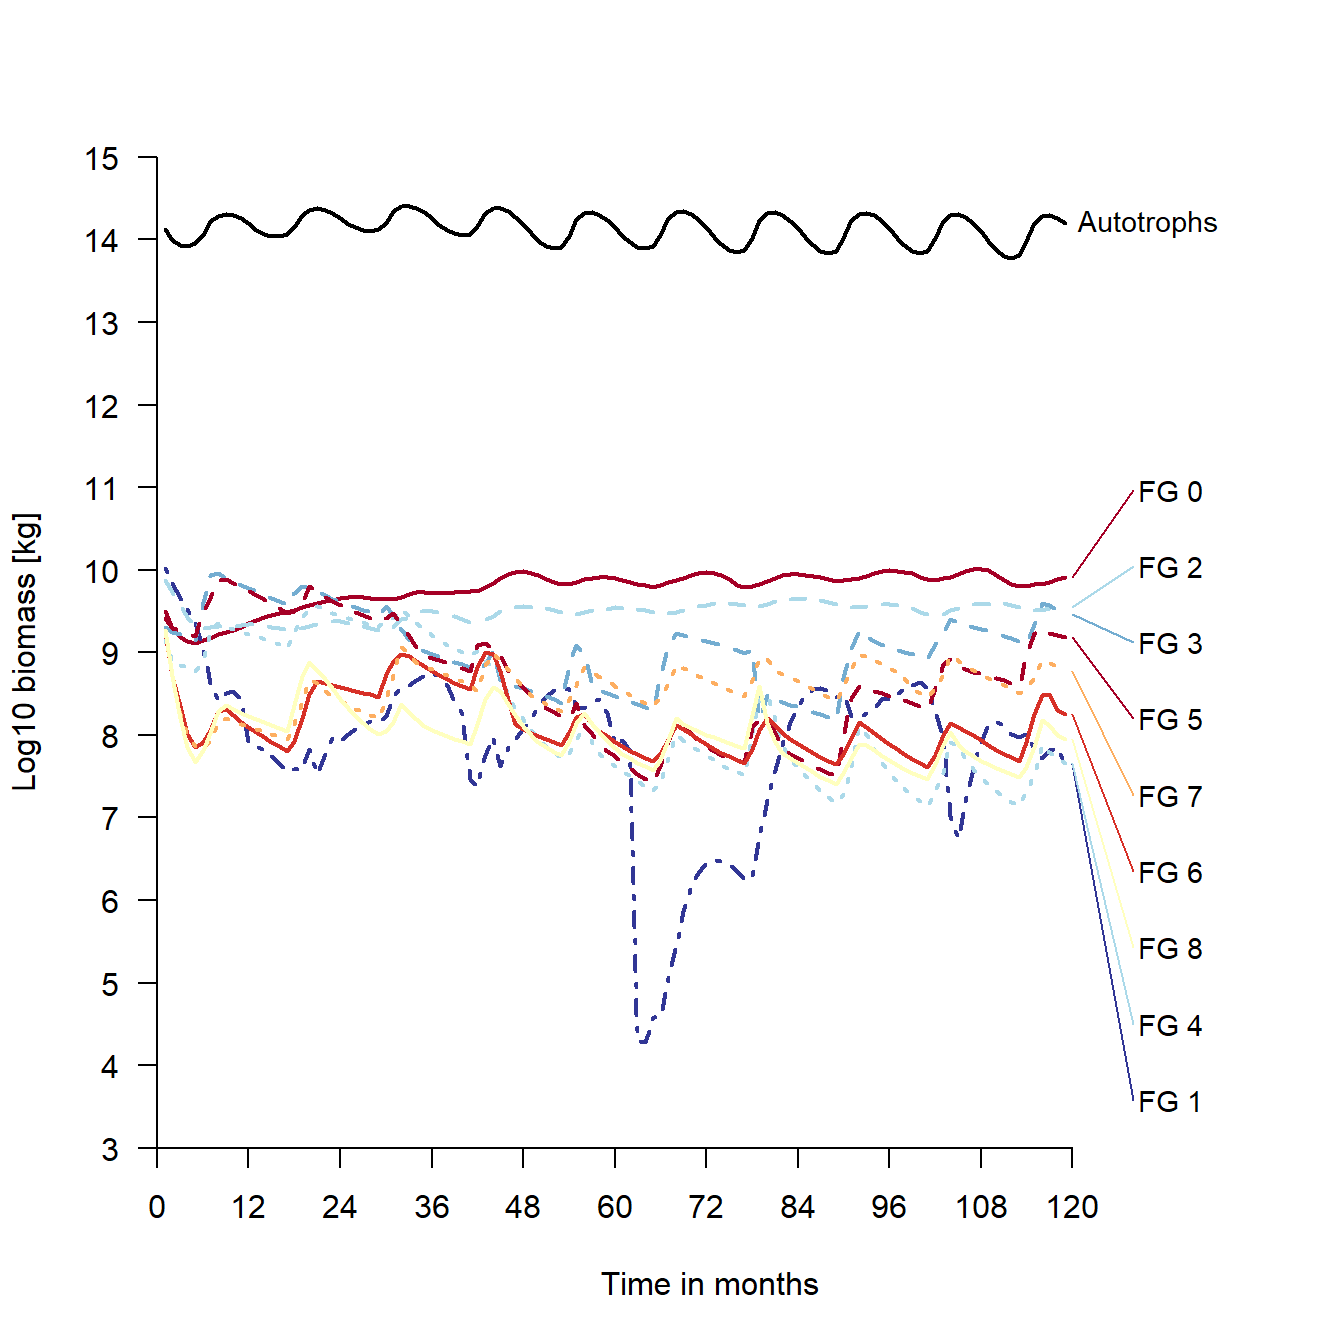 15
14
13
12
11
10
9
8
7
6
5
4
3
Log10 biomass [kg]
Autotrophs
FG 0
FG 2
FG 3
FG 5
FG 7
FG 6
FG 8
FG 4
FG 1
0 12 24 36 48 60 72 84 96 108 120
Time in months